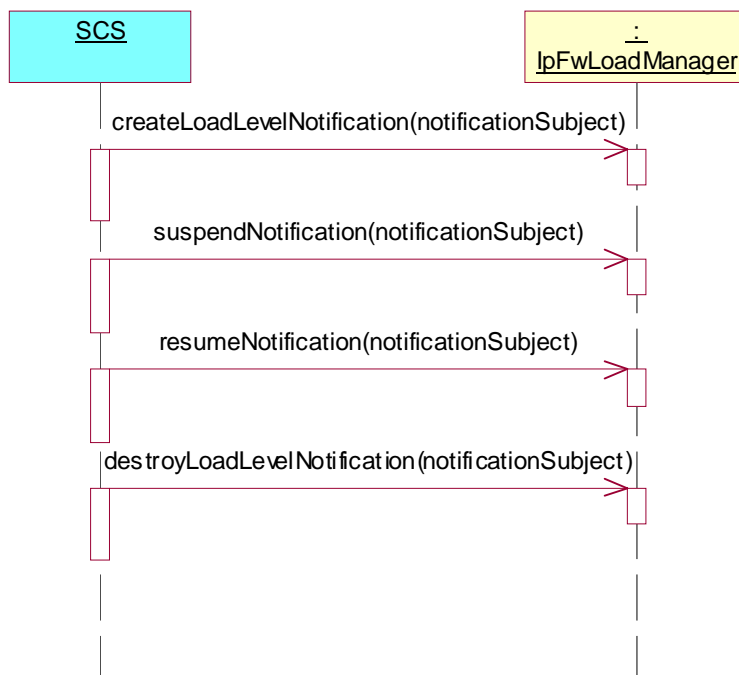 SCS
:
IpFwLoadManager
createLoadLevelNotification(notificationSubject)
suspendNotification(notificationSubject)
resumeNotification(notificationSubject)
destroyLoadLevelNotification(notificationSubject)